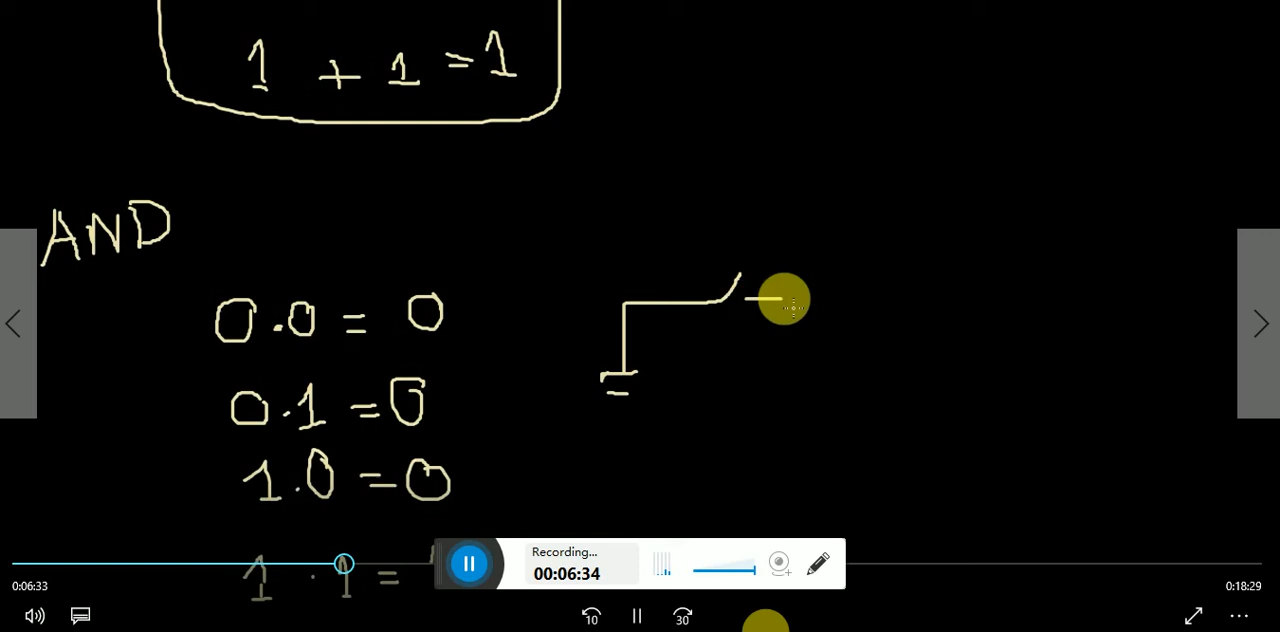 1 + 1 = 1
AND
0.0 = 0
0.1 = 0
1.0 = 0
1 . 1 =
Recording...
00:06:34
0:06:33
0:18:29
10
30